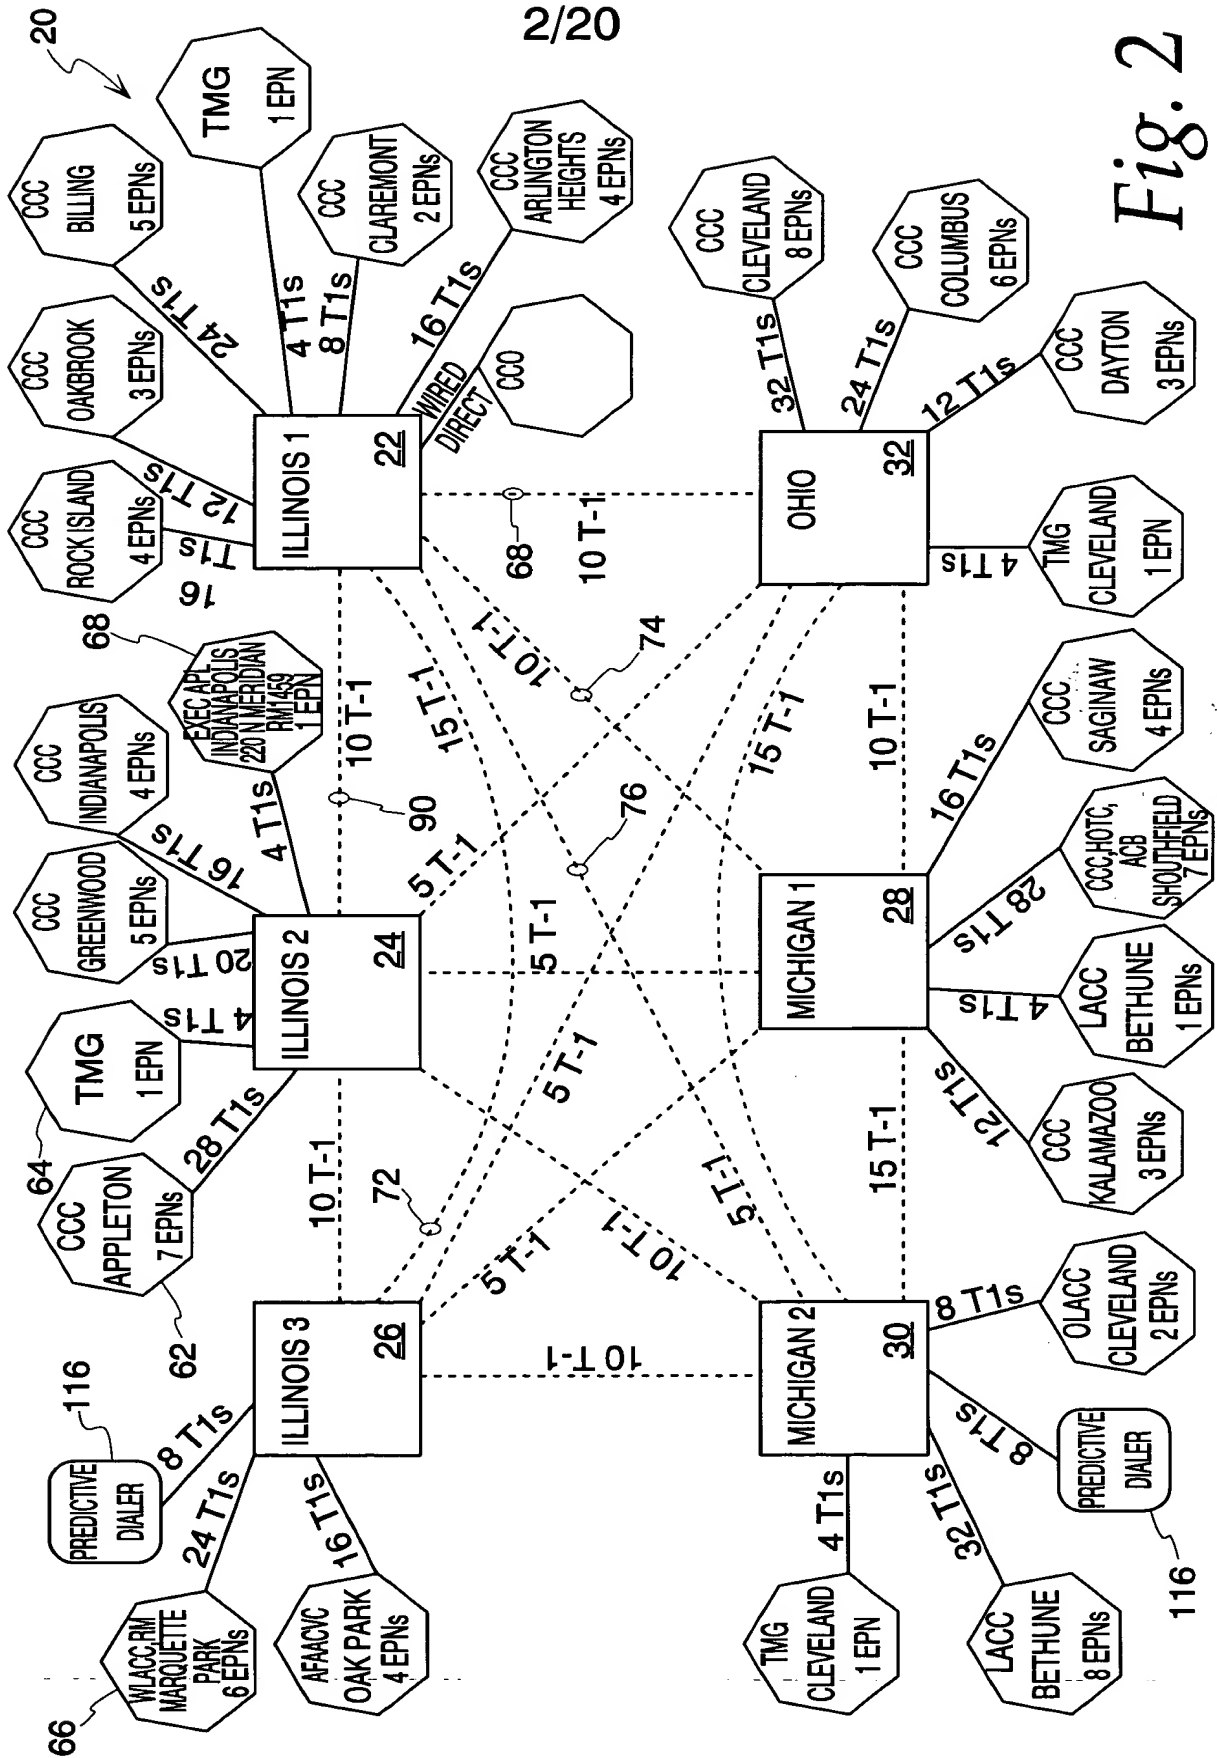 2/20
Fig. 2
20
66
WLACC,RM
MARQUETTE
PARK
6 EPNs
24 T1s
116
PREDICTIVE
DIALER
8 T1s
AFAACVC
OAK PARK
4 EPNs
16 T1s
ILLINOIS 3
26
62
CCC
APPLETON
7 EPNs
28 T1s
64
TMG
1 EPN
4 T1s
CCC
GREENWOOD
5 EPNs
20 T1s
CCC
INDIANAPOLIS
4 EPNs
16 T1s
68
EXEC APL
INDIANAPOLIS
220 N MERIDIAN
RM1459
1 EPN
4 T1s
ILLINOIS 2
24
CCC
ROCK ISLAND
4 EPNs
16
T1s
CCC
OAKBROOK
3 EPNs
12 T1s
CCC
BILLING
5 EPNs
24 T1s
TMG
1 EPN
4 T1s
CCC
CLAREMONT
2 EPNs
8 T1s
CCC
ARLINGTON
HEIGHTS
4 EPNs
16 T1s
WIRED
DIRECT
CCO
ILLINOIS 1
22
10 T-1
72
10 T-1
90
15 T-1
5 T-1
10 T-1
74
68
10 T-1
10 T-1
5 T-1
10 T-1
5 T-1
5 T-1
5 T-1
76
15 T-1
15 T-1
10 T-1
MICHIGAN 2
30
TMG
CLEVELAND
1 EPN
4 T1s
LACC
BETHUNE
8 EPNs
32 T1s
PREDICTIVE
DIALER
116
8 T1s
OLACC
CLEVELAND
2 EPNs
8 T1s
MICHIGAN 1
28
CCC
KALAMAZOO
3 EPNs
12 T1s
LACC
BETHUNE
1 EPNs
4 T1s
CCC,HOTC,
ACB
SHOUTHFIELD
7 EPNs
28 T1s
CCC
SAGINAW
4 EPNs
16 T1s
OHIO
32
TMG
CLEVELAND
1 EPN
4 T1s
CCC
DAYTON
3 EPNs
12 T1s
CCC
COLUMBUS
6 EPNs
24 T1s
CCC
CLEVELAND
8 EPNs
32 T1s